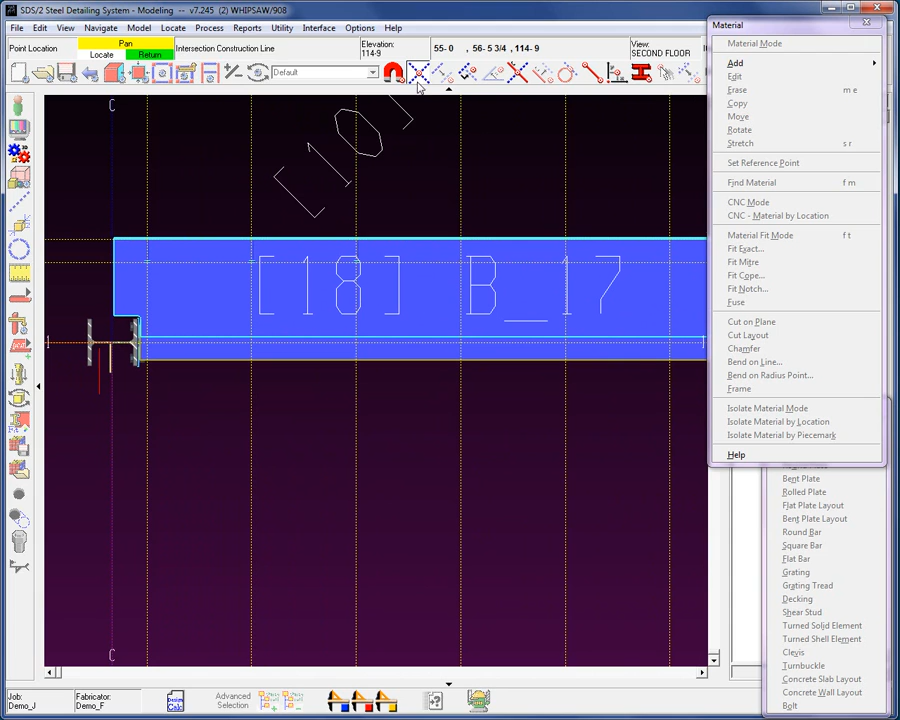 SDS/2 Steel Detailing System - Modeling -- v7.245 (2) WHIPSAW/908
File Edit View Navigate Model Locate Process Reports Utility Interface Options Help
Point Location
Pan
Locate Return
Intersection Construction Line
Elevation:
114-9
55- 0 , 56- 5 3/4 , 114- 9
View:
SECOND FLOOR
Default
Material
Material Mode
Add
Edit
Erase m e
Copy
Move
Rotate
Stretch s r
Set Reference Point
Find Material f m
CNC Mode
CNC - Material by Location
Material Fit Mode f t
Fit Exact...
Fit Mitre
Fit Cope...
Fit Notch...
Fuse
Cut on Plane
Cut Layout
Chamfer
Bend on Line...
Bend on Radius Point...
Frame
Isolate Material Mode
Isolate Material by Location
Isolate Material by Piecemark
Help
Bent Plate
Rolled Plate
Flat Plate Layout
Bent Plate Layout
Round Bar
Square Bar
Flat Bar
Grating
Grating Tread
Decking
Shear Stud
Turned Solid Element
Turned Shell Element
Clevis
Turnbuckle
Concrete Slab Layout
Concrete Wall Layout
Bolt
C
[18] B_17
1 1
C
Job:
Demo_J
Fabricator:
Demo_F
Design Calc
Advanced
Selection